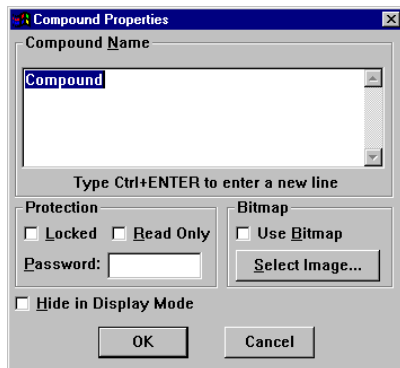 Compound Properties
Compound Name
Compound
Type Ctrl+ENTER to enter a new line
Protection
Locked Read Only
Password:
Bitmap
Use Bitmap
Select Image...
Hide in Display Mode
OK Cancel